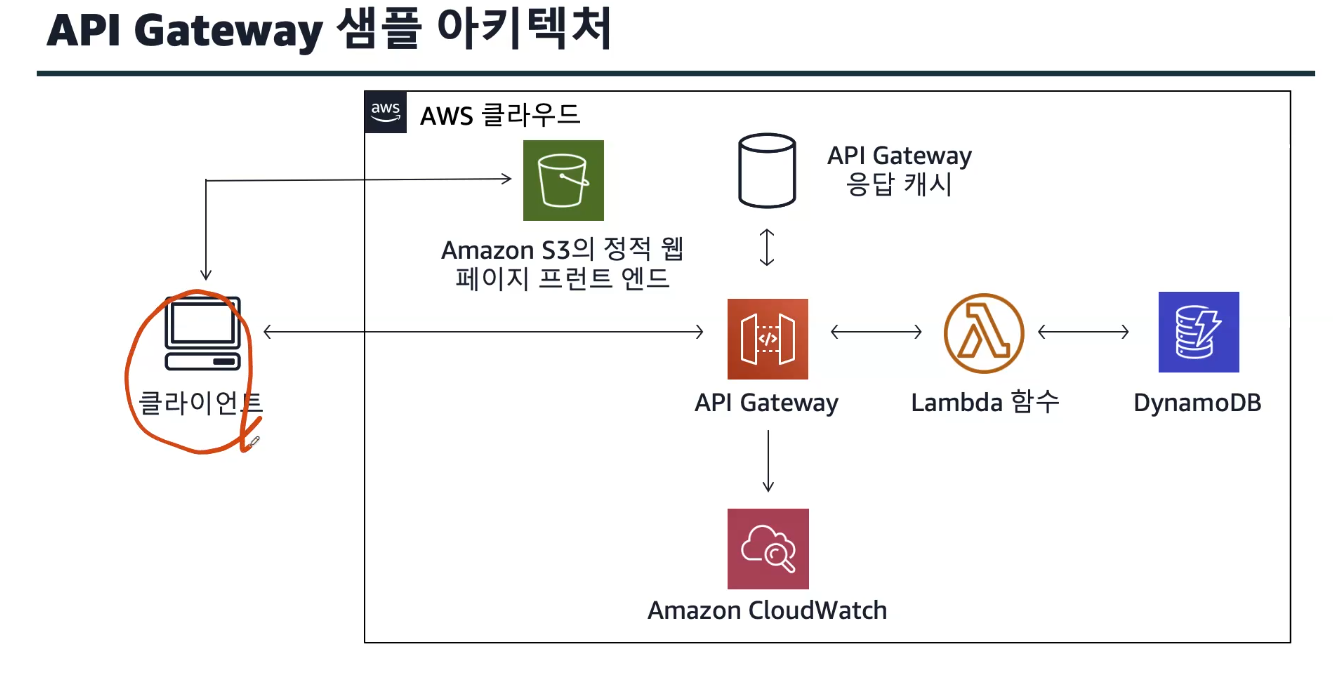 API Gateway 샘플 아키텍처
aws
AWS 클라우드
API Gateway
응답 캐시
Amazon S3의 정적 웹
페이지 프런트 엔드
</>
클라이언트
API Gateway
Lambda 함수
DynamoDB
Amazon CloudWatch